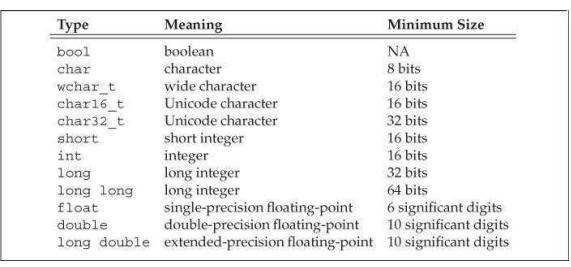 Type Meaning Minimum Size
bool boolean NA
char character 8 bits
wchar_t wide character 16 bits
char16_t Unicode character 16 bits
char32_t Unicode character 32 bits
short short integer 16 bits
int integer 16 bits
long long integer 32 bits
long long long integer 64 bits
float single-precision floating-point 6 significant digits
double double-precision floating-point 10 significant digits
long double extended-precision floating-point 10 significant digits